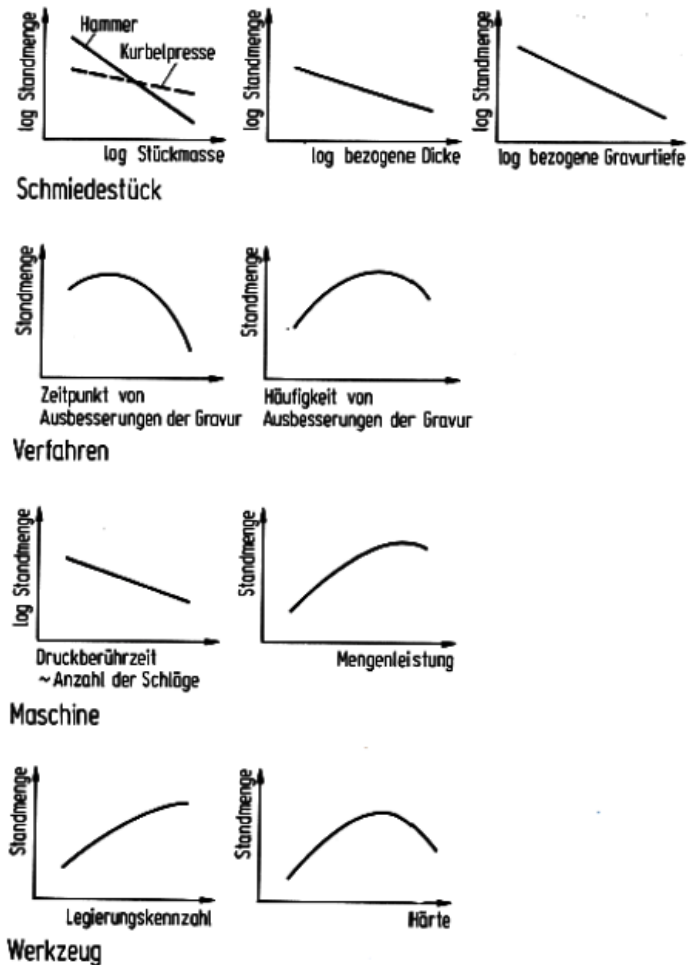 log Standmenge
Hammer
Kurbelpresse
log Stückmasse
log Standmenge
log bezogene Dicke
log Standmenge
log bezogene Gravurtiefe
Schmiedestück
Standmenge
Zeitpunkt von
Ausbesserungen der Gravur
Standmenge
Häufigkeit von
Ausbesserungen der Gravur
Verfahren
log Standmenge
Druckberührzeit
~Anzahl der Schläge
Standmenge
Mengenleistung
Maschine
Standmenge
Legierungskennzahl
Standmenge
Härte
Werkzeug